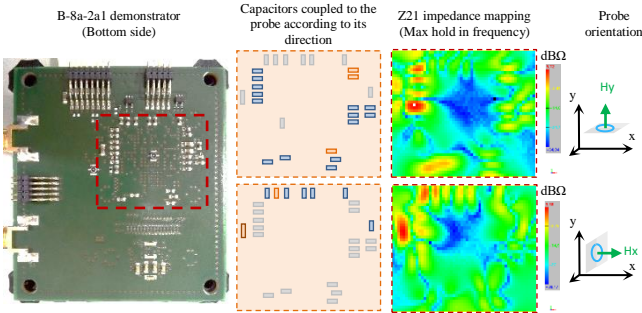 B-8a-2a1 demonstrator
(Bottom side)
Capacitors coupled to the
probe according to its
direction
Z21 impedance mapping
(Max hold in frequency)
Probe
orientation
dBΩ
y
Hy
x
dBΩ
y
Hx
x